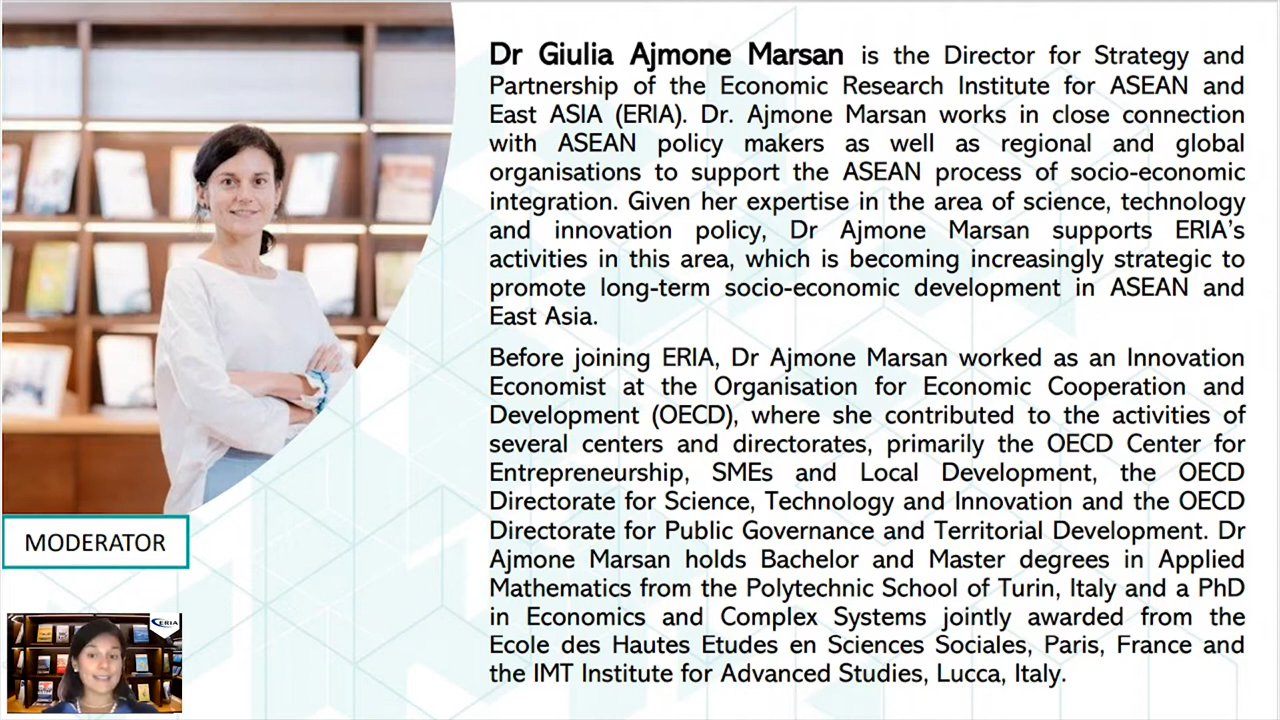 Dr Giulia Ajmone Marsan is the Director for Strategy and
Partnership of the Economic Research Institute for ASEAN and
East ASIA (ERIA). Dr. Ajmone Marsan works in close connection
with ASEAN policy makers as well as regional and global
organisations to support the ASEAN process of socio-economic
integration. Given her expertise in the area of science, technology
and innovation policy, Dr Ajmone Marsan supports ERIA’s
activities in this area, which is becoming increasingly strategic to
promote long-term socio-economic development in ASEAN and
East Asia.
Before joining ERIA, Dr Ajmone Marsan worked as an Innovation
Economist at the Organisation for Economic Cooperation and
Development (OECD), where she contributed to the activities of
several centers and directorates, primarily the OECD Center for
Entrepreneurship, SMEs and Local Development, the OECD
Directorate for Science, Technology and Innovation and the OECD
Directorate for Public Governance and Territorial Development. Dr
Ajmone Marsan holds Bachelor and Master degrees in Applied
Mathematics from the Polytechnic School of Turin, Italy and a PhD
in Economics and Complex Systems jointly awarded from the
Ecole des Hautes Etudes en Sciences Sociales, Paris, France and
the IMT Institute for Advanced Studies, Lucca, Italy.
MODERATOR
ERIA